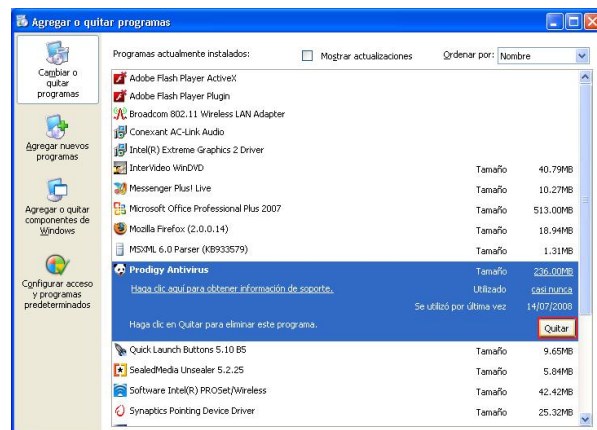 Agregar o quitar programas
Cambiar o
quitar
programas
Agregar nuevos
programas
Agregar o quitar
componentes de
Windows
Configurar acceso
y programas
predeterminados
Programas actualmente instalados: Mostrar actualizaciones Ordenar por: Nombre
Adobe Flash Player ActiveX
Adobe Flash Player Plugin
Broadcom 802.11 Wireless LAN Adapter
Conexant AC-Link Audio
Intel(R) Extreme Graphics 2 Driver
InterVideo WinDVD Tamaño 40.79MB
Messenger Plus! Live Tamaño 10.27MB
Microsoft Office Professional Plus 2007 Tamaño 513.00MB
Mozilla Firefox (2.0.0.14) Tamaño 18.94MB
MSXML 6.0 Parser (KB933579) Tamaño 1.31MB
Prodigy Antivirus Tamaño 236.00MB
Haga clic aquí para obtener información de soporte. Utilizado casi nunca
Se utilizó por última vez 14/07/2008
Haga clic en Quitar para eliminar este programa. Quitar
Quick Launch Buttons 5.10 B5 Tamaño 9.65MB
SealedMedia Unsealer 5.2.25 Tamaño 5.84MB
Software Intel(R) PROSet/Wireless Tamaño 42.42MB
Synaptics Pointing Device Driver Tamaño 25.32MB